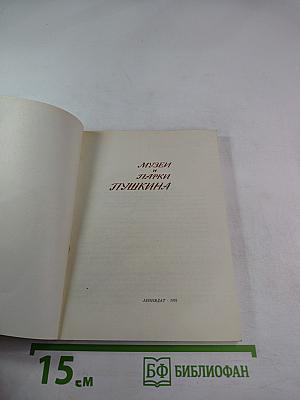 МУЗЕИ
И
ПАРКИ
ПУШКИНА
ЛЕНИЗДАТ
15 см
БФ БИБЛИОФАН